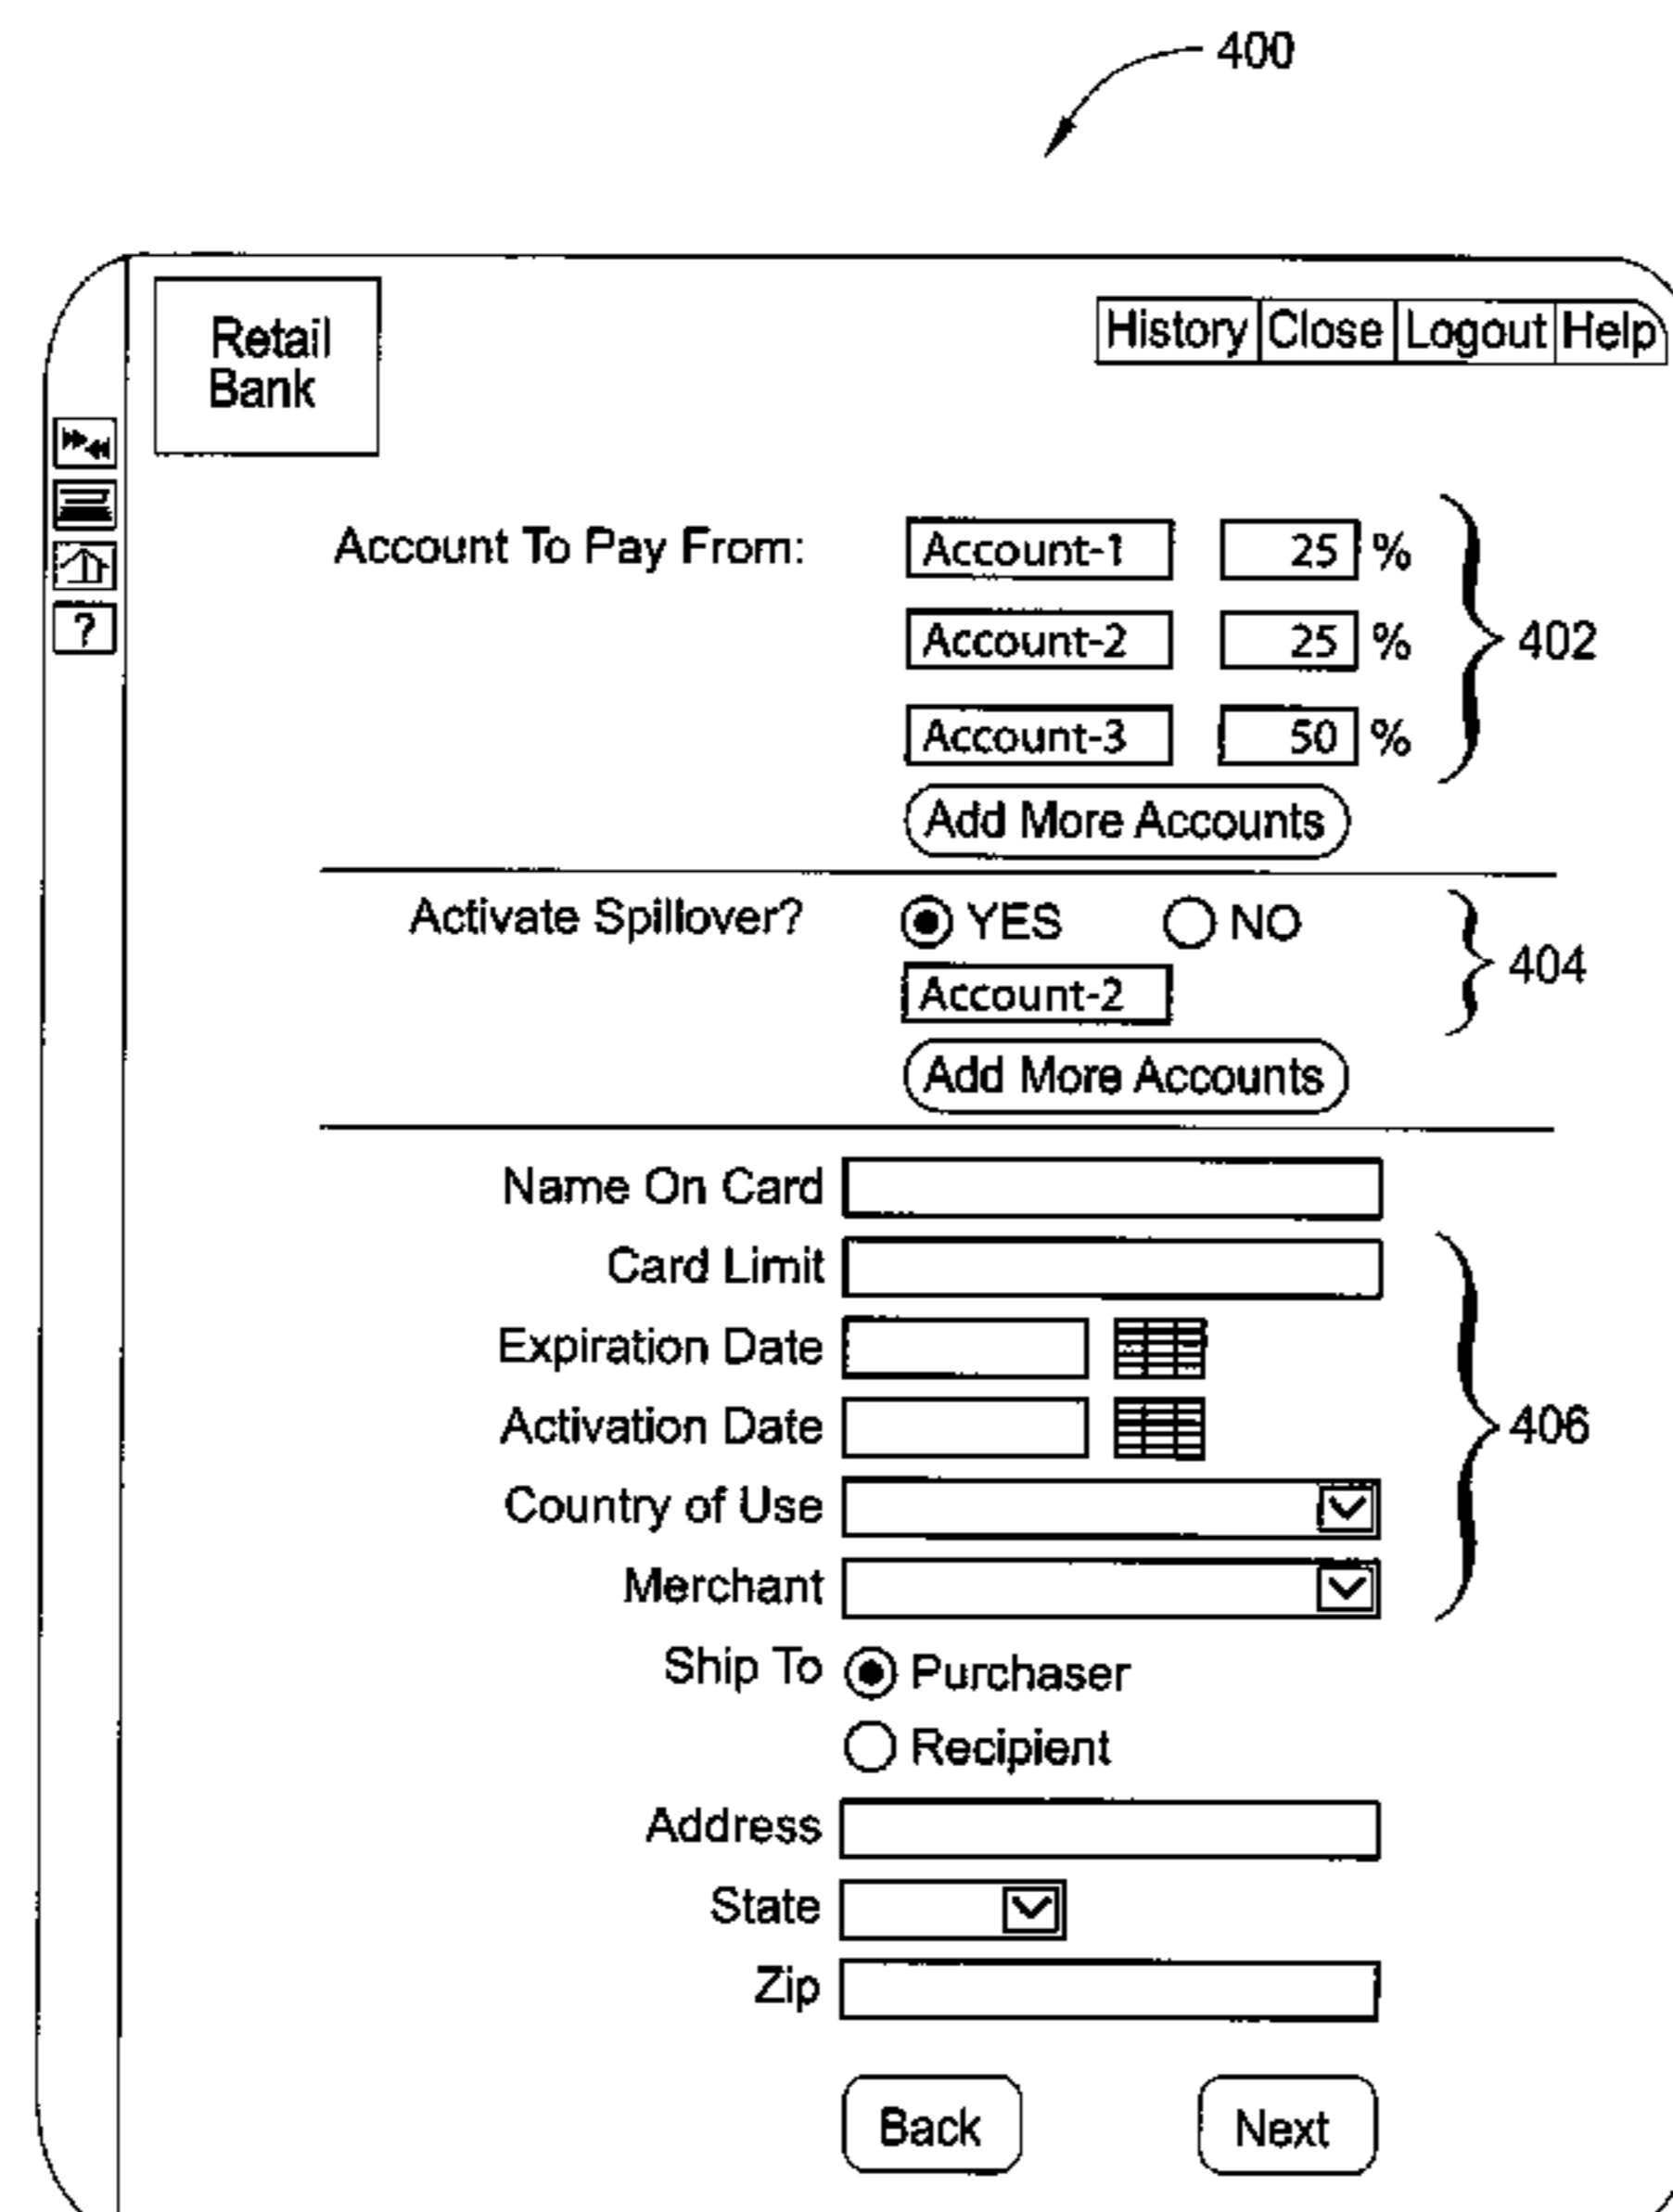 400
Retail
Bank
History Close Logout Help
?
Account To Pay From: Account-1 25 %
Account-2 25 % 402
Account-3 50 %
Add More Accounts
Activate Spillover? YES NO
404
Account-2
Add More Accounts
Name On Card
Card Limit
Expiration Date
Activation Date 406
Country of Use
Merchant
Ship To Purchaser
Recipient
Address
State
Zip
Back Next